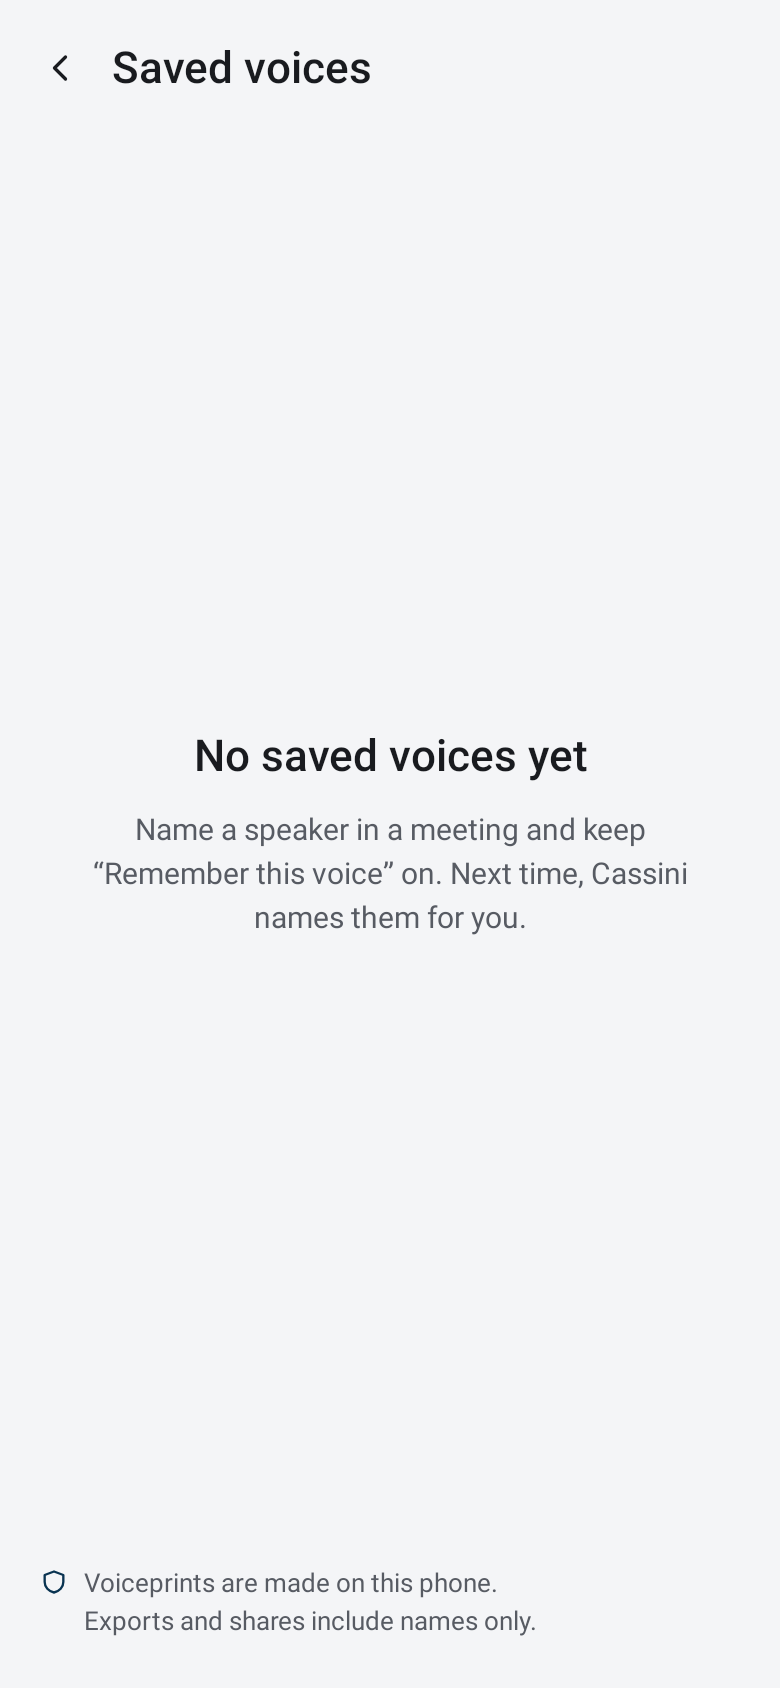 Saved voices
No saved voices yet
Name a speaker in a meeting and keep
“Remember this voice” on. Next time, Cassini
names them for you.
Voiceprints are made on this phone.
Exports and shares include names only.